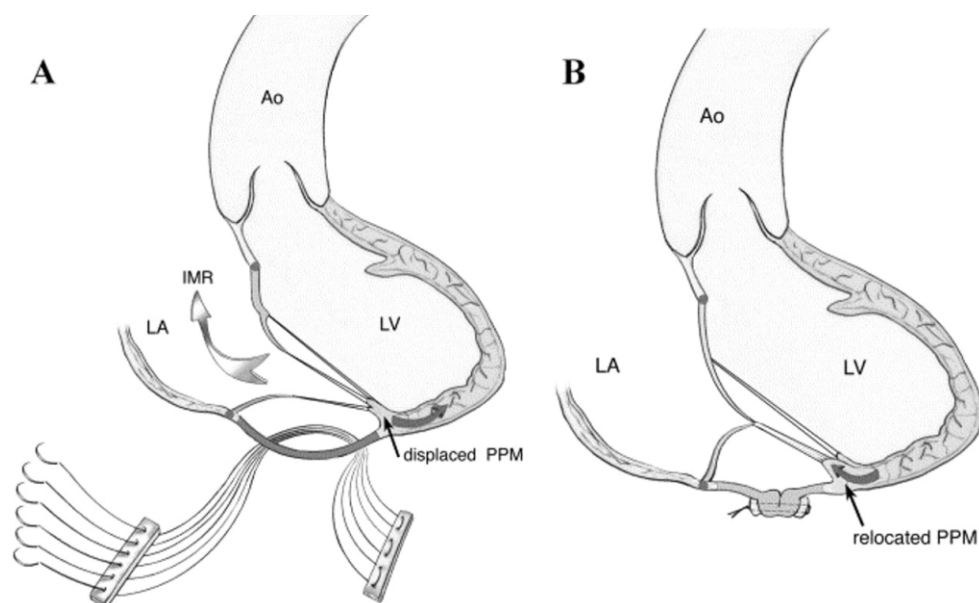 A
Ao
IMR
LA
LV
displaced PPM
B
Ao
LA
LV
relocated PPM